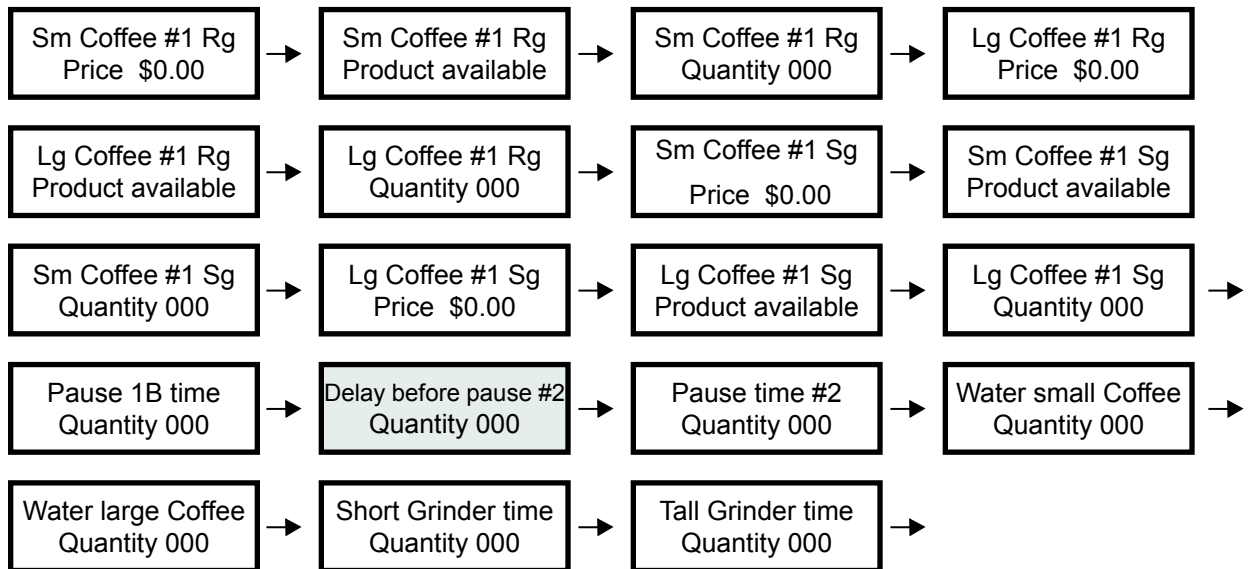 Sm Coffee #1 Rg
Price $0.00
Sm Coffee #1 Rg
Product available
Sm Coffee #1 Rg
Quantity 000
Lg Coffee #1 Rg
Price $0.00
Lg Coffee #1 Rg
Product available
Lg Coffee #1 Rg
Quantity 000
Sm Coffee #1 Sg
Price $0.00
Sm Coffee #1 Sg
Product available
Sm Coffee #1 Sg
Quantity 000
Lg Coffee #1 Sg
Price $0.00
Lg Coffee #1 Sg
Product available
Lg Coffee #1 Sg
Quantity 000
Pause 1B time
Quantity 000
Delay before pause #2
Quantity 000
Pause time #2
Quantity 000
Water small Coffee
Quantity 000
Water large Coffee
Quantity 000
Short Grinder time
Quantity 000
Tall Grinder time
Quantity 000